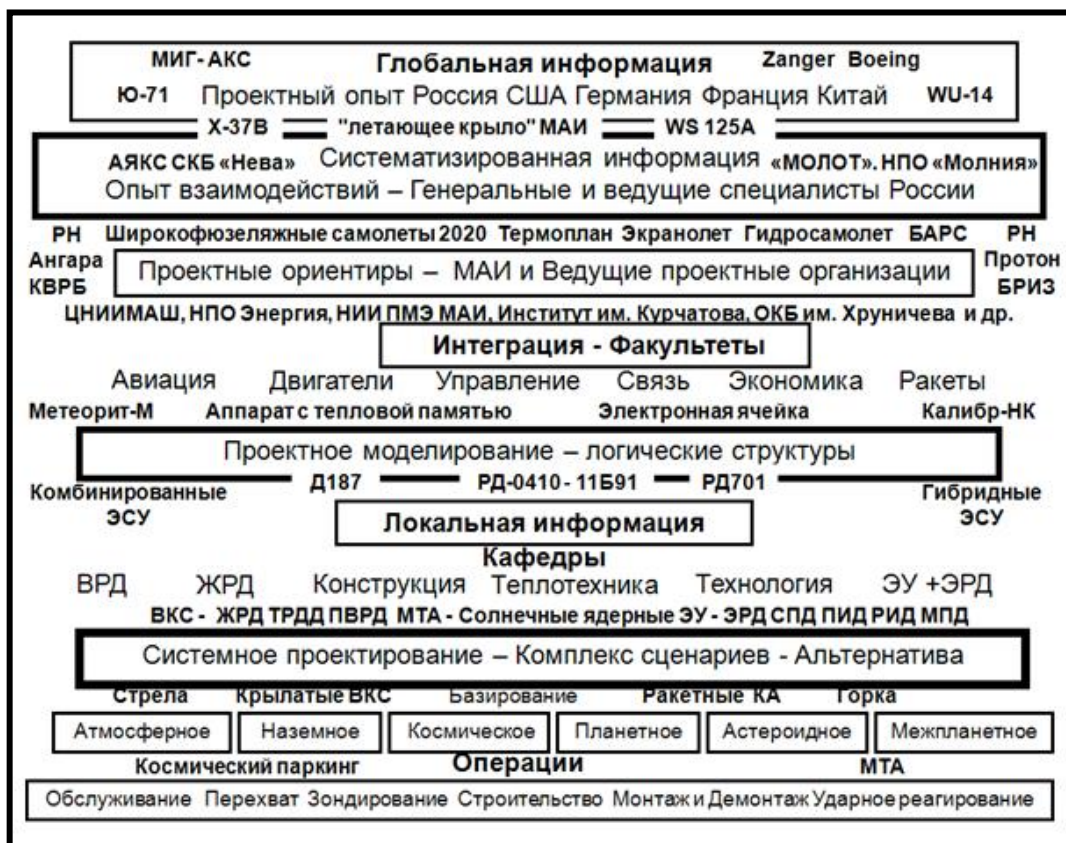 МИГ- АКС Глобальная информация Zanger Boeing
Ю-71 Проектный опыт Россия США Германия Франция Китай WU-14
Х-37В "летающее крыло" МАИ WS 125A
АЯКС СКБ «Нева» Систематизированная информация «МОЛОТ». НПО «Молния»
Опыт взаимодействий – Генеральные и ведущие специалисты России
РН Широкофюзеляжные самолеты 2020 Термоплан Экранолет Гидросамолет БАРС РН
Ангара Проектные ориентиры – МАИ и Ведущие проектные организации Протон
КВРБ БРИЗ
ЦНИИМАШ, НПО Энергия, НИИ ПМЭ МАИ, Институт им. Курчатова, ОКБ им. Хруничева и др.
Интеграция - Факультеты
Авиация Двигатели Управление Связь Экономика Ракеты
Метеорит-М Аппарат с тепловой памятью Электронная ячейка Калибр-НК
Проектное моделирование – логические структуры
Д187 РД-0410 - 11Б91 РД701
Комбинированные ЭСУ Гибридные ЭСУ
Локальная информация
Кафедры
ВРД ЖРД Конструкция Теплотехника Технология ЭУ +ЭРД
ВКС - ЖРД ТРДД ПВРД МТА - Солнечные ядерные ЭУ - ЭРД СПД ПИД РИД МПД
Системное проектирование – Комплекс сценариев - Альтернатива
Стрела Крылатые ВКС Базирование Ракетные КА Горка
Атмосферное Наземное Космическое Планетное Астероидное Межпланетное
Космический паркинг Операции МТА
Обслуживание Перехват Зондирование Строительство Монтаж и Демонтаж Ударное реагирование